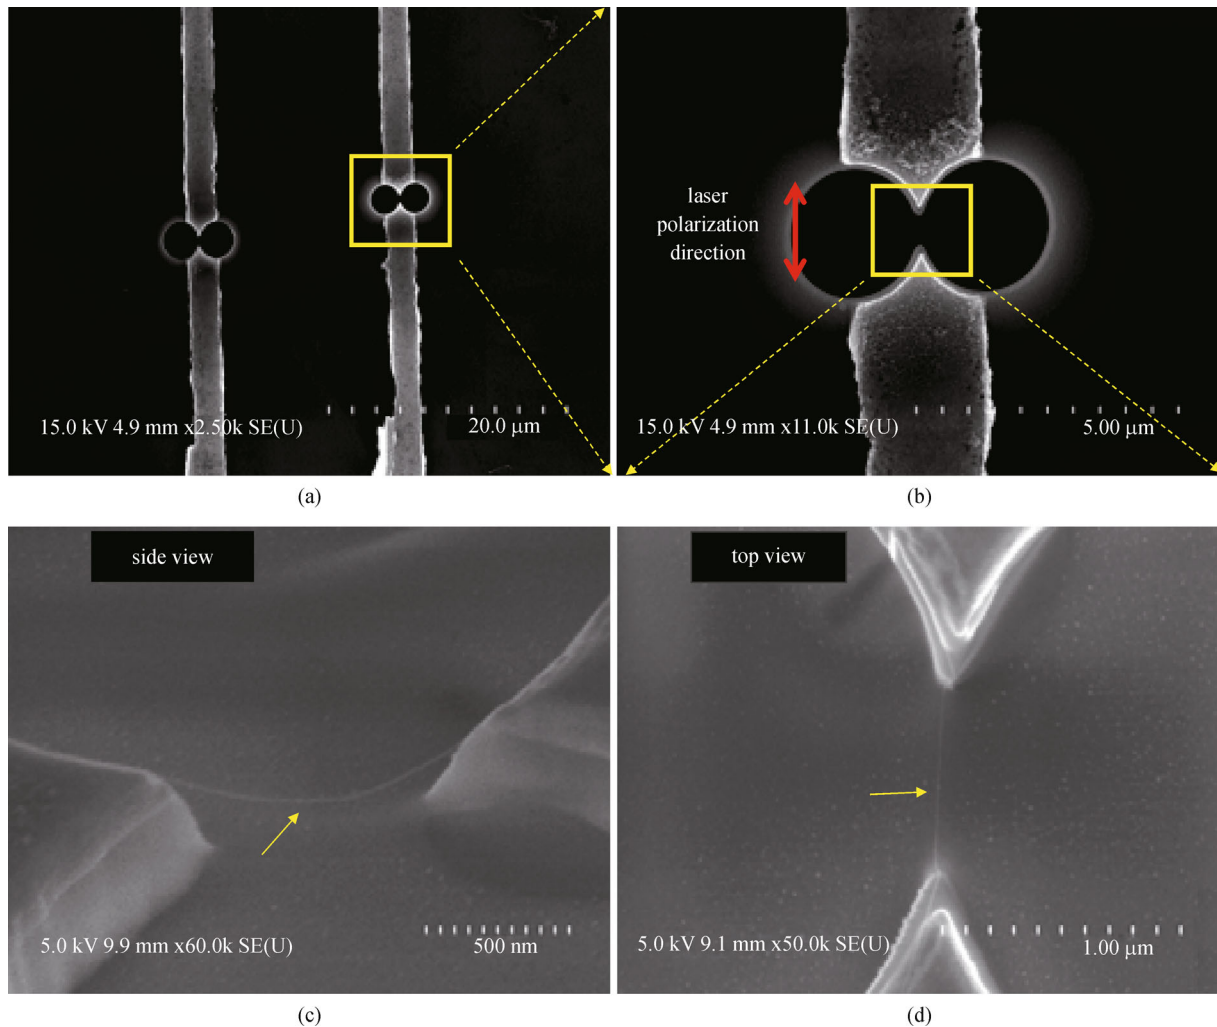 laser
polarization
direction
15.0 kV 4.9 mm x2.50k SE(U)
20.0 μm
15.0 kV 4.9 mm x11.0k SE(U)
5.00 μm
(a)
(b)
side view
top view
5.0 kV 9.9 mm x60.0k SE(U)
500 nm
5.0 kV 9.1 mm x50.0k SE(U)
1.00 μm
(c)
(d)